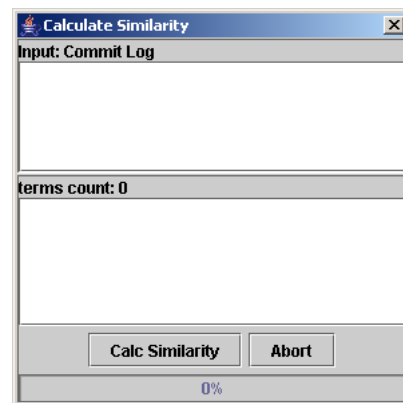 Calculate Similarity
Input: Commit Log
terms count: 0
Calc Similarity Abort
0%